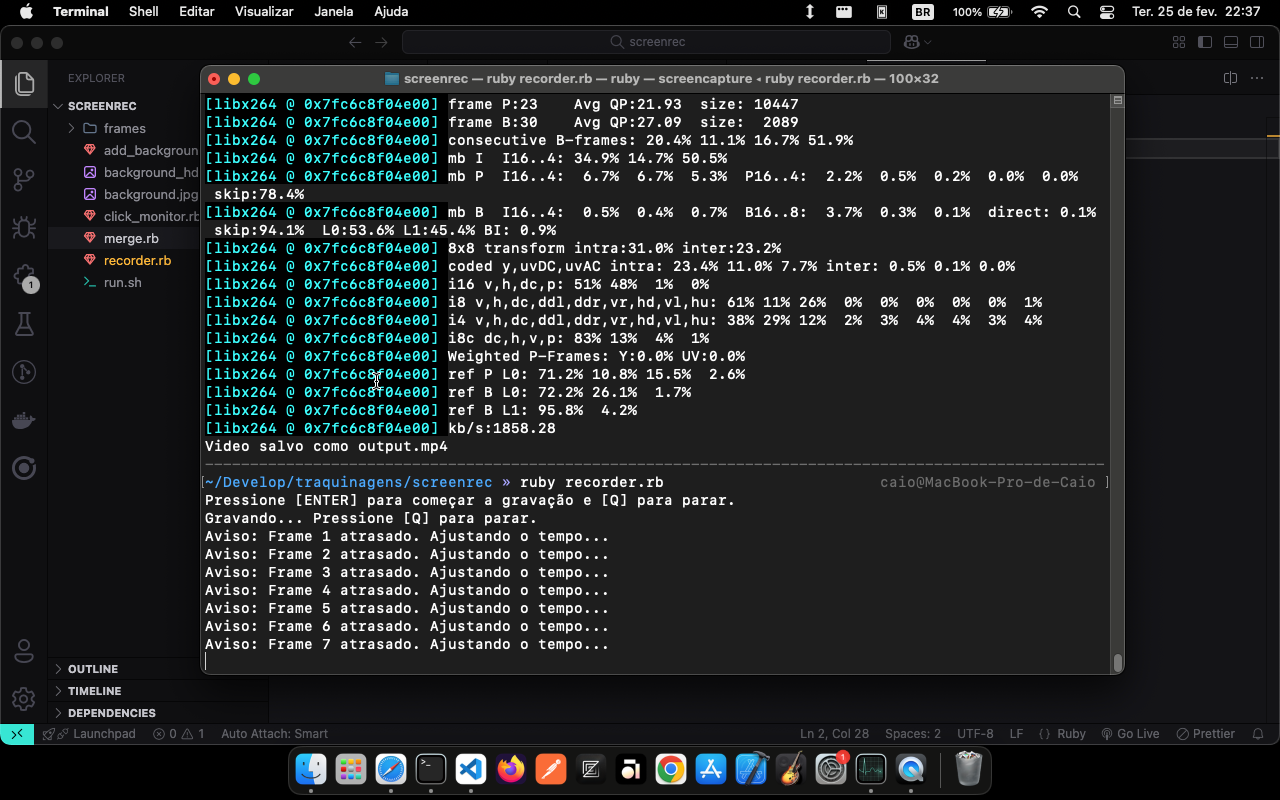 Terminal Shell Editar Visualizar Janela Ajuda BR 100% Ter. 25 de fev. 22:37
screenrec
EXPLORER
screenrec — ruby recorder.rb — ruby — screencapture ◂ ruby recorder.rb — 100×32
SCREENREC
frames
add_backgroun
background_hd
background.jpg
click_monitor.rb
merge.rb
recorder.rb
run.sh
1
[libx264 @ 0x7fc6c8f04e00] frame P:23    Avg QP:21.93  size: 10447
[libx264 @ 0x7fc6c8f04e00] frame B:30    Avg QP:27.09  size:  2089
[libx264 @ 0x7fc6c8f04e00] consecutive B-frames: 20.4% 11.1% 16.7% 51.9%
[libx264 @ 0x7fc6c8f04e00] mb I  I16..4: 34.9% 14.7% 50.5%
[libx264 @ 0x7fc6c8f04e00] mb P  I16..4:  6.7%  6.7%  5.3%  P16..4:  2.2%  0.5%  0.2%  0.0%  0.0%
 skip:78.4%
[libx264 @ 0x7fc6c8f04e00] mb B  I16..4:  0.5%  0.4%  0.7%  B16..8:  3.7%  0.3%  0.1%  direct: 0.1%
 skip:94.1%  L0:53.6% L1:45.4% BI: 0.9%
[libx264 @ 0x7fc6c8f04e00] 8x8 transform intra:31.0% inter:23.2%
[libx264 @ 0x7fc6c8f04e00] coded y,uvDC,uvAC intra: 23.4% 11.0% 7.7% inter: 0.5% 0.1% 0.0%
[libx264 @ 0x7fc6c8f04e00] i16 v,h,dc,p: 51% 48%  1%  0%
[libx264 @ 0x7fc6c8f04e00] i8 v,h,dc,ddl,ddr,vr,hd,vl,hu: 61% 11% 26%  0%  0%  0%  0%  0%  1%
[libx264 @ 0x7fc6c8f04e00] i4 v,h,dc,ddl,ddr,vr,hd,vl,hu: 38% 29% 12%  2%  3%  4%  4%  3%  4%
[libx264 @ 0x7fc6c8f04e00] i8c dc,h,v,p: 83% 13%  4%  1%
[libx264 @ 0x7fc6c8f04e00] Weighted P-Frames: Y:0.0% UV:0.0%
[libx264 @ 0x7fc6c8f04e00] ref P L0: 71.2% 10.8% 15.5%  2.6%
[libx264 @ 0x7fc6c8f04e00] ref B L0: 72.2% 26.1%  1.7%
[libx264 @ 0x7fc6c8f04e00] ref B L1: 95.8%  4.2%
[libx264 @ 0x7fc6c8f04e00] kb/s:1858.28
Video salvo como output.mp4
[~/Develop/traquinagens/screenrec » ruby recorder.rb caio@MacBook-Pro-de-Caio ]
Pressione [ENTER] para começar a gravação e [Q] para parar.
Gravando... Pressione [Q] para parar.
Aviso: Frame 1 atrasado. Ajustando o tempo...
Aviso: Frame 2 atrasado. Ajustando o tempo...
Aviso: Frame 3 atrasado. Ajustando o tempo...
Aviso: Frame 4 atrasado. Ajustando o tempo...
Aviso: Frame 5 atrasado. Ajustando o tempo...
Aviso: Frame 6 atrasado. Ajustando o tempo...
Aviso: Frame 7 atrasado. Ajustando o tempo...
OUTLINE
TIMELINE
DEPENDENCIES
Launchpad 0 1 Auto Attach: Smart Ln 2, Col 28 Spaces: 2 UTF-8 LF {} Ruby Go Live Prettier
1